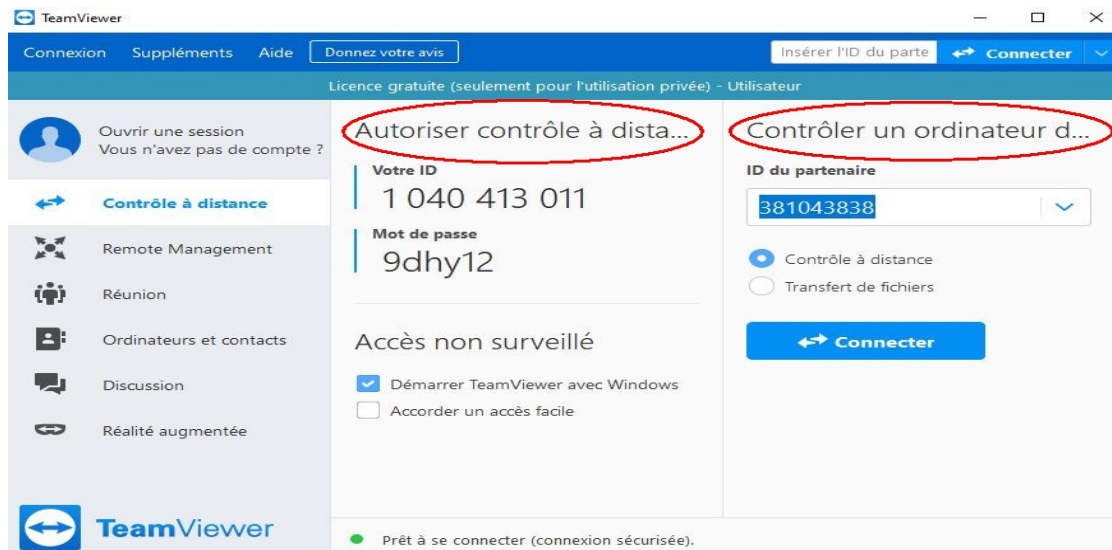 TeamViewer
Connexion Suppléments Aide Donnez votre avis Insérer l'ID du parte Connecter
Licence gratuite (seulement pour l'utilisation privée) - Utilisateur
Ouvrir une session
Vous n'avez pas de compte ?
Contrôle à distance
Remote Management
Réunion
Ordinateurs et contacts
Discussion
Réalité augmentée
TeamViewer
Autoriser contrôle à dista...
Votre ID
1 040 413 011
Mot de passe
9dhy12
Accès non surveillé
Démarrer TeamViewer avec Windows
Accorder un accès facile
Contrôler un ordinateur d...
ID du partenaire
381043838
Contrôle à distance
Transfert de fichiers
Connecter
Prêt à se connecter (connexion sécurisée).